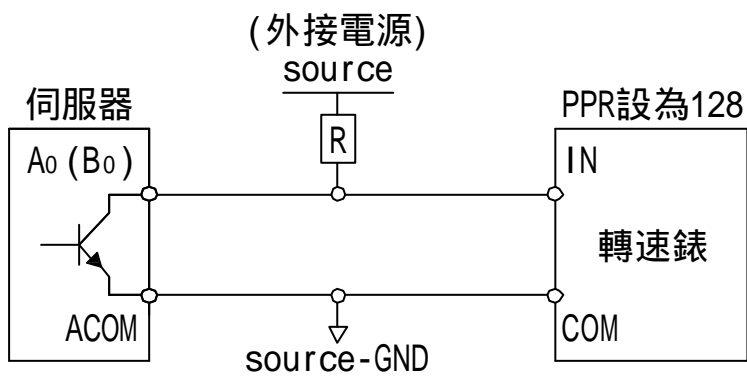 (外接電源)
source
伺服器
PPR設為128
A0 (B0)
R
IN
轉速錶
ACOM
COM
source-GND